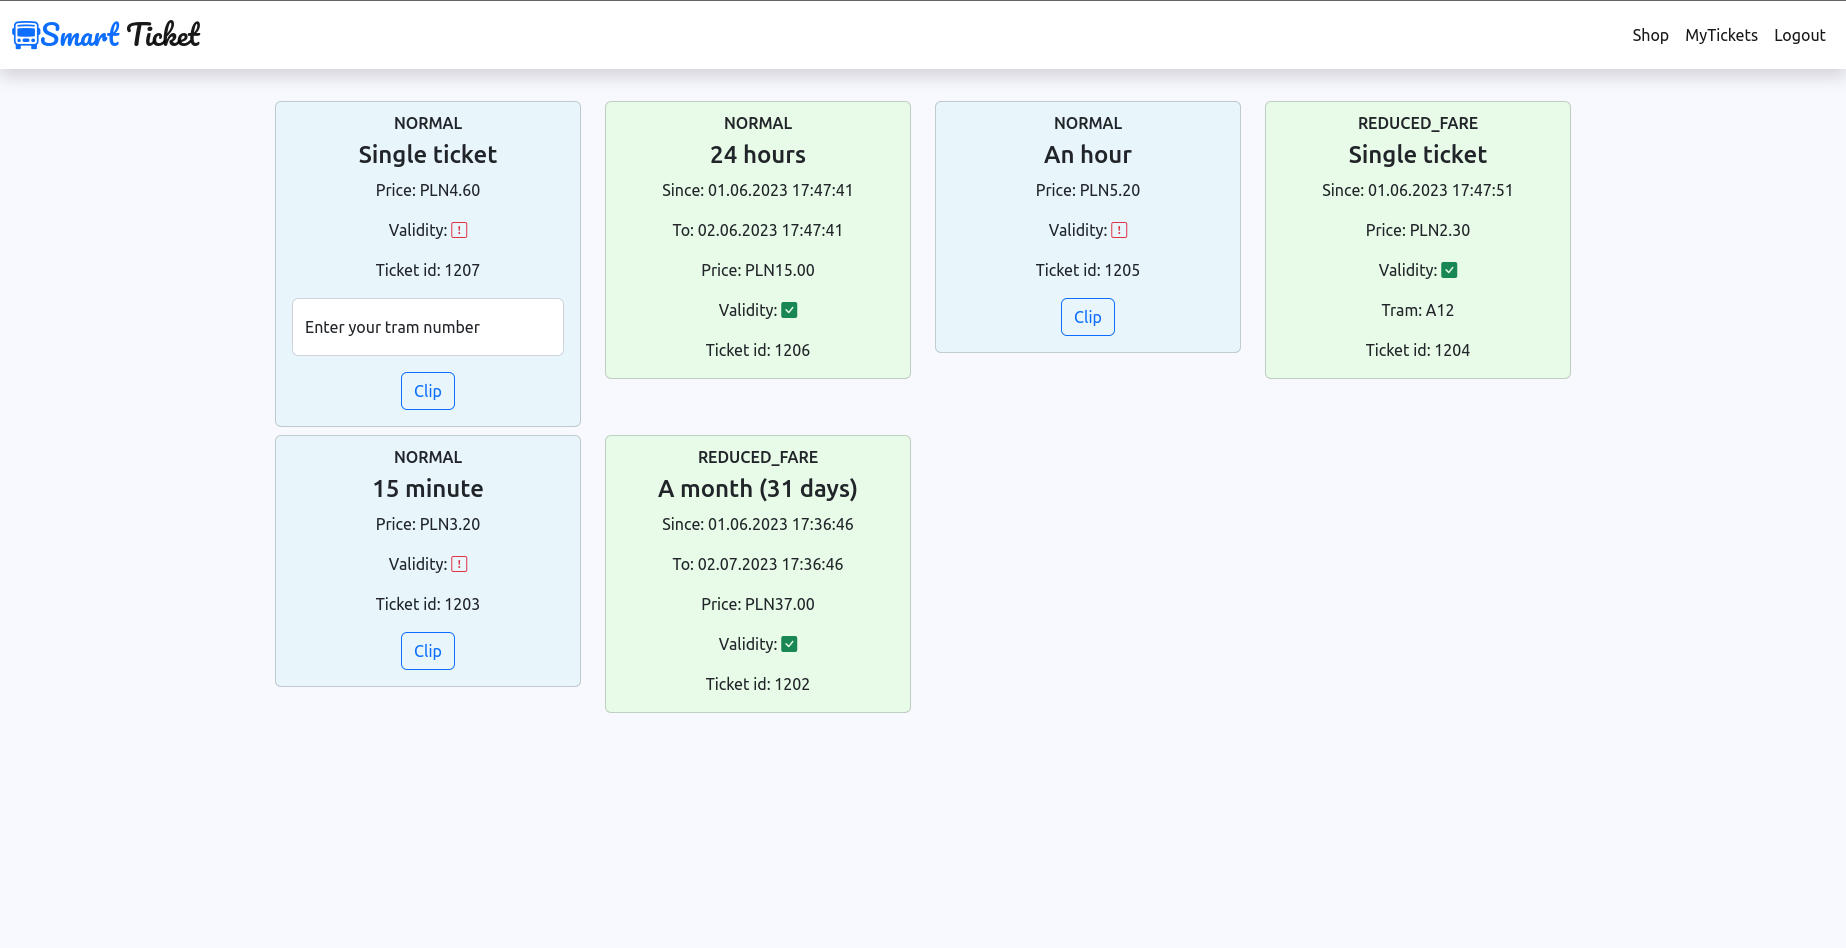 Smart Ticket
Shop MyTickets Logout
NORMAL
Single ticket
Price: PLN4.60
Validity:
Ticket id: 1207
Enter your tram number
Clip
NORMAL
24 hours
Since: 01.06.2023 17:47:41
To: 02.06.2023 17:47:41
Price: PLN15.00
Validity:
Ticket id: 1206
NORMAL
An hour
Price: PLN5.20
Validity:
Ticket id: 1205
Clip
REDUCED_FARE
Single ticket
Since: 01.06.2023 17:47:51
Price: PLN2.30
Validity:
Tram: A12
Ticket id: 1204
NORMAL
15 minute
Price: PLN3.20
Validity:
Ticket id: 1203
Clip
REDUCED_FARE
A month (31 days)
Since: 01.06.2023 17:36:46
To: 02.07.2023 17:36:46
Price: PLN37.00
Validity:
Ticket id: 1202